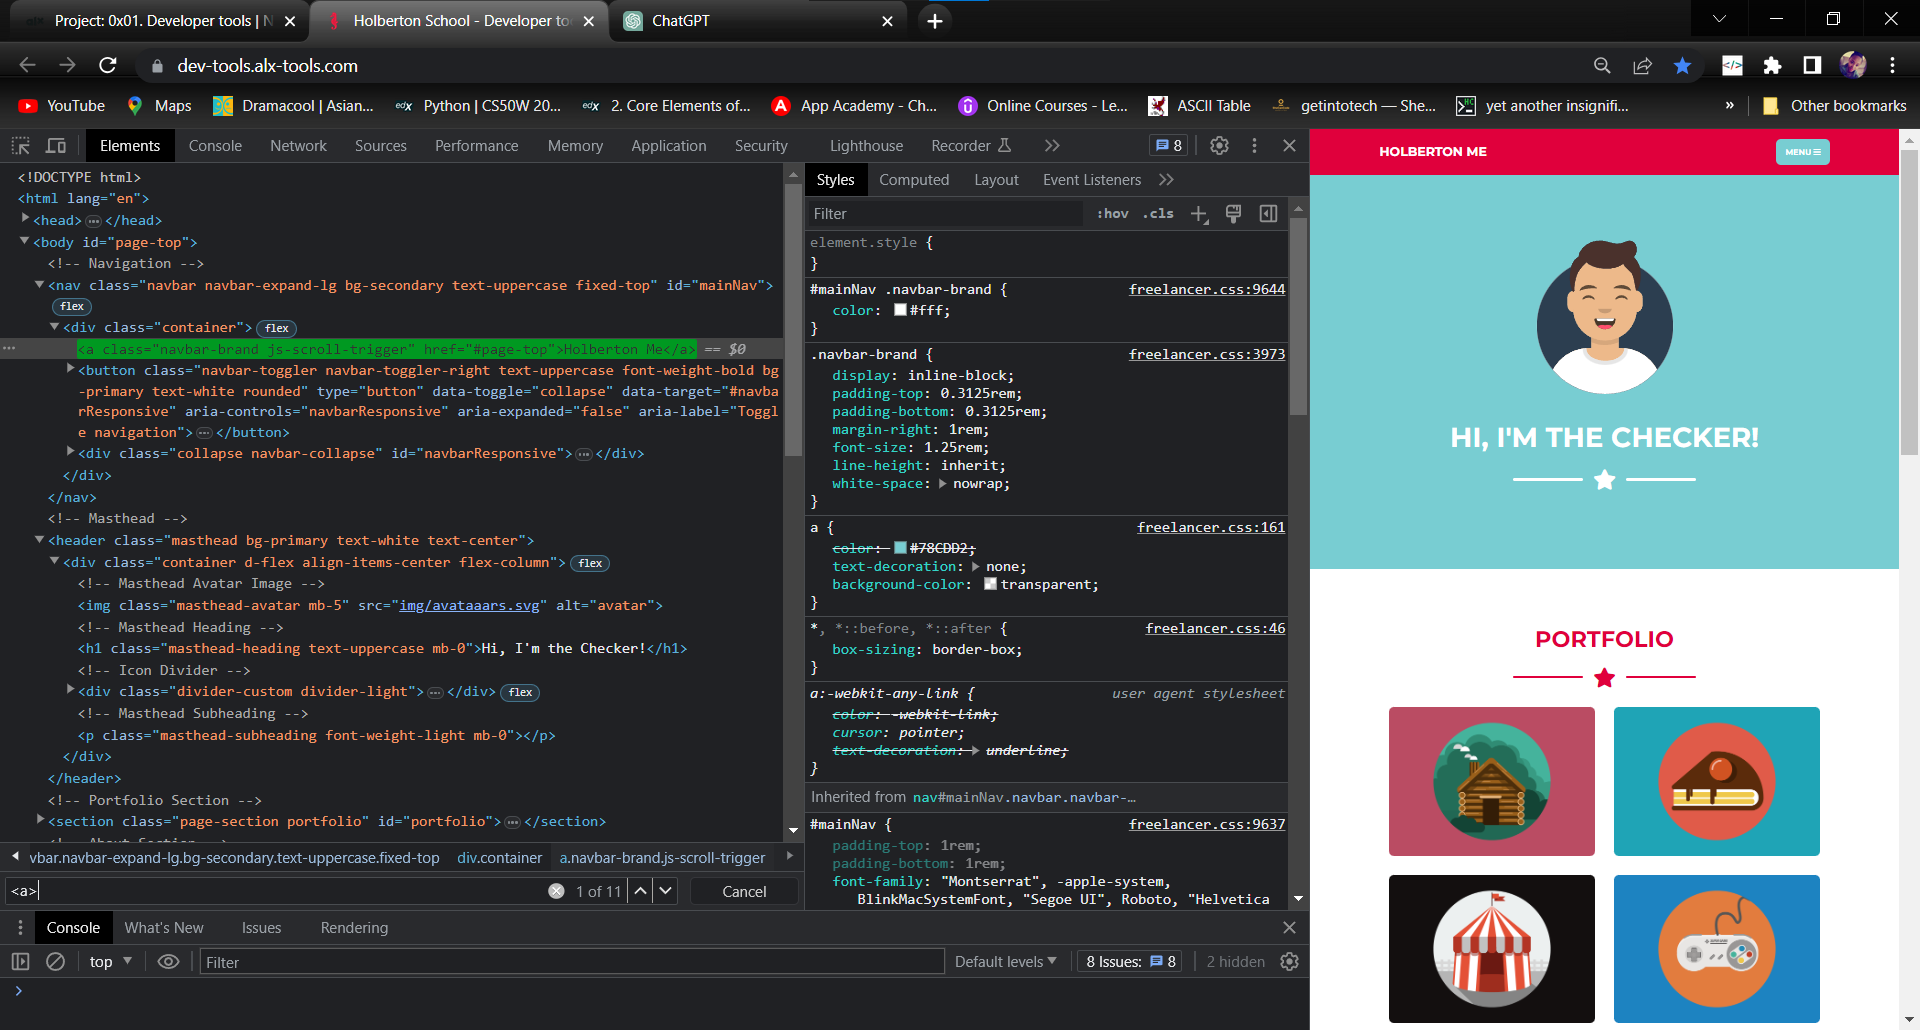 Project: 0x01. Developer tools | N
Holberton School - Developer to
ChatGPT
dev-tools.alx-tools.com
YouTube
Maps
Dramacool | Asian...
edX Python | CS50W 20...
edX 2. Core Elements of...
App Academy - Ch...
Online Courses - Le...
ASCII Table
getintotech — She...
yet another insignifi...
»
Other bookmarks
Elements Console Network Sources Performance Memory Application Security Lighthouse Recorder 8
<!DOCTYPE html>
<html lang="en">
<head> ... </head>
<body id="page-top">
<!-- Navigation -->
<nav class="navbar navbar-expand-lg bg-secondary text-uppercase fixed-top" id="mainNav">
flex
<div class="container"> flex
<a class="navbar-brand js-scroll-trigger" href="#page-top">Holberton Me</a> == $0
<button class="navbar-toggler navbar-toggler-right text-uppercase font-weight-bold bg
-primary text-white rounded" type="button" data-toggle="collapse" data-target="#navba
rResponsive" aria-controls="navbarResponsive" aria-expanded="false" aria-label="Toggl
e navigation"> ... </button>
<div class="collapse navbar-collapse" id="navbarResponsive"> ... </div>
</div>
</nav>
<!-- Masthead -->
<header class="masthead bg-primary text-white text-center">
<div class="container d-flex align-items-center flex-column"> flex
<!-- Masthead Avatar Image -->
<img class="masthead-avatar mb-5" src="img/avataaars.svg" alt="avatar">
<!-- Masthead Heading -->
<h1 class="masthead-heading text-uppercase mb-0">Hi, I'm the Checker!</h1>
<!-- Icon Divider -->
<div class="divider-custom divider-light"> ... </div> flex
<!-- Masthead Subheading -->
<p class="masthead-subheading font-weight-light mb-0"></p>
</div>
</header>
<!-- Portfolio Section -->
<section class="page-section portfolio" id="portfolio"> ... </section>
<!-- About Section -->
vbar.navbar-expand-lg.bg-secondary.text-uppercase.fixed-top div.container a.navbar-brand.js-scroll-trigger
<a> 1 of 11 Cancel
Styles Computed Layout Event Listeners
Filter :hov .cls
element.style {
}
#mainNav .navbar-brand { freelancer.css:9644
color: #fff;
}
.navbar-brand { freelancer.css:3973
display: inline-block;
padding-top: 0.3125rem;
padding-bottom: 0.3125rem;
margin-right: 1rem;
font-size: 1.25rem;
line-height: inherit;
white-space: nowrap;
}
a { freelancer.css:161
color: #78CDD2;
text-decoration: none;
background-color: transparent;
}
*, *::before, *::after { freelancer.css:46
box-sizing: border-box;
}
a:-webkit-any-link { user agent stylesheet
color: -webkit-link;
cursor: pointer;
text-decoration: underline;
}
Inherited from nav#mainNav.navbar.navbar-…
#mainNav { freelancer.css:9637
padding-top: 1rem;
padding-bottom: 1rem;
font-family: "Montserrat", -apple-system,
BlinkMacSystemFont, "Segoe UI", Roboto, "Helvetica
Console What's New Issues Rendering
top Filter Default levels 8 Issues: 8 2 hidden
HOLBERTON ME
MENU
HI, I'M THE CHECKER!
PORTFOLIO